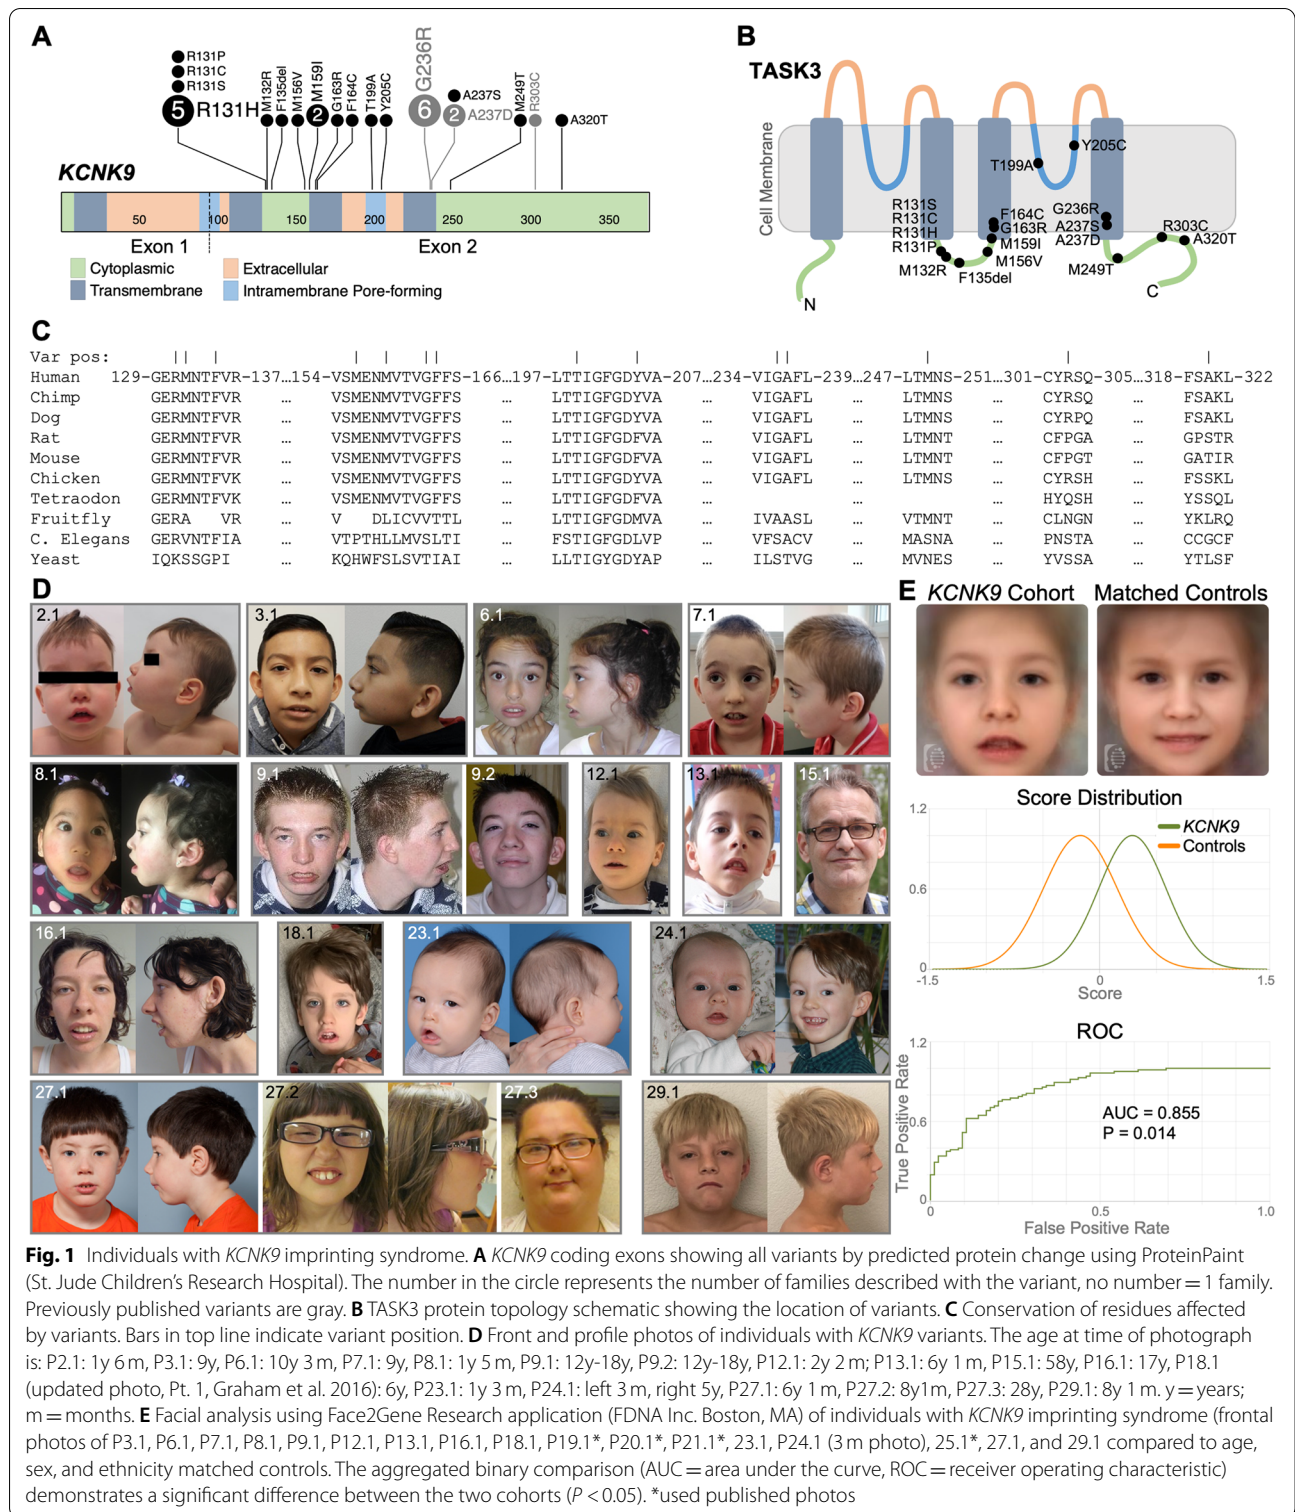 A
R131P
R131C
R131S
5 R131H
M132R
F135del
M156V
2 M159I
G163R
F164C
T199A
Y205C
6 G236R
A237S
2 A237D
M249T
R303C
A320T
KCNK9
50 100 150 200 250 300 350
Exon 1 Exon 2
Cytoplasmic Extracellular
Transmembrane Intramembrane Pore-forming
B
TASK3
Cell Membrane
T199A
Y205C
R131S
R131C
R131H
R131P
M132R
F135del
F164C
G163R
M159I
M156V
G236R
A237S
A237D
M249T
R303C
A320T
N
C
C
Var pos: | | | | | | | | | | | | | |
Human 129-GERMNTFVR-137…154-VSMENMVTVGFFS-166…197-LTTIGFGDYVA-207…234-VIGAFL-239…247-LTMNS-251…301-CYRSQ-305…318-FSAKL-322
Chimp GERMNTFVR … VSMENMVTVGFFS … LTTIGFGDYVA … VIGAFL … LTMNS … CYRSQ … FSAKL
Dog GERMNTFVR … VSMENMVTVGFFS … LTTIGFGDYVA … VIGAFL … LTMNS … CYRPQ … FSAKL
Rat GERMNTFVR … VSMENMVTVGFFS … LTTIGFGDFVA … VIGAFL … LTMNT … CFPGA … GPSTR
Mouse GERMNTFVR … VSMENMVTVGFFS … LTTIGFGDFVA … VIGAFL … LTMNT … CFPGT … GATIR
Chicken GERMNTFVK … VSMENMVTVGFFS … LTTIGFGDFVA … VIGAFL … LTMNS … CYRSH … FSSKL
Tetraodon GERMNTFVK … VSMENMVTVGFFS … LTTIGFGDFVA … … … HYQSH … YSSQL
Fruitfly GERA VR … V DLICVVTTL … LTTIGFGDMVA … IVAASL … VTMNT … CLNGN … YKLRQ
C. Elegans GERVNTFIA … VTPTHLLMVSLTI … FSTIGFGDLVP … VFSACV … MASNA … PNSTA … CCGCF
Yeast IQKSSGPI … KQHWFSLSVTIAI … LLTIGYGDYAP … ILSTVG … MVNES … YVSSA … YTLSF
D
2.1 3.1 6.1 7.1
8.1 9.1 9.2 12.1 13.1 15.1
16.1 18.1 23.1 24.1
27.1 27.2 27.3 29.1
E
KCNK9 Cohort Matched Controls
Score Distribution
1.2
0.6
0
-1.5 0 1.5
Score
KCNK9
Controls
ROC
1.2
0.6
0
True Positive Rate
AUC = 0.855
P = 0.014
0 0.5 1.0
False Positive Rate
Fig. 1 Individuals with KCNK9 imprinting syndrome. A KCNK9 coding exons showing all variants by predicted protein change using ProteinPaint
(St. Jude Children's Research Hospital). The number in the circle represents the number of families described with the variant, no number = 1 family.
Previously published variants are gray. B TASK3 protein topology schematic showing the location of variants. C Conservation of residues affected
by variants. Bars in top line indicate variant position. D Front and profile photos of individuals with KCNK9 variants. The age at time of photograph
is: P2.1: 1y 6 m, P3.1: 9y, P6.1: 10y 3 m, P7.1: 9y, P8.1: 1y 5 m, P9.1: 12y-18y, P9.2: 12y-18y, P12.1: 2y 2 m; P13.1: 6y 1 m, P15.1: 58y, P16.1: 17y, P18.1
(updated photo, Pt. 1, Graham et al. 2016): 6y, P23.1: 1y 3 m, P24.1: left 3 m, right 5y, P27.1: 6y 1 m, P27.2: 8y1m, P27.3: 28y, P29.1: 8y 1 m. y = years;
m = months. E Facial analysis using Face2Gene Research application (FDNA Inc. Boston, MA) of individuals with KCNK9 imprinting syndrome (frontal
photos of P3.1, P6.1, P7.1, P8.1, P9.1, P12.1, P13.1, P16.1, P18.1, P19.1*, P20.1*, P21.1*, 23.1, P24.1 (3 m photo), 25.1*, 27.1, and 29.1 compared to age,
sex, and ethnicity matched controls. The aggregated binary comparison (AUC = area under the curve, ROC = receiver operating characteristic)
demonstrates a significant difference between the two cohorts (P < 0.05). *used published photos